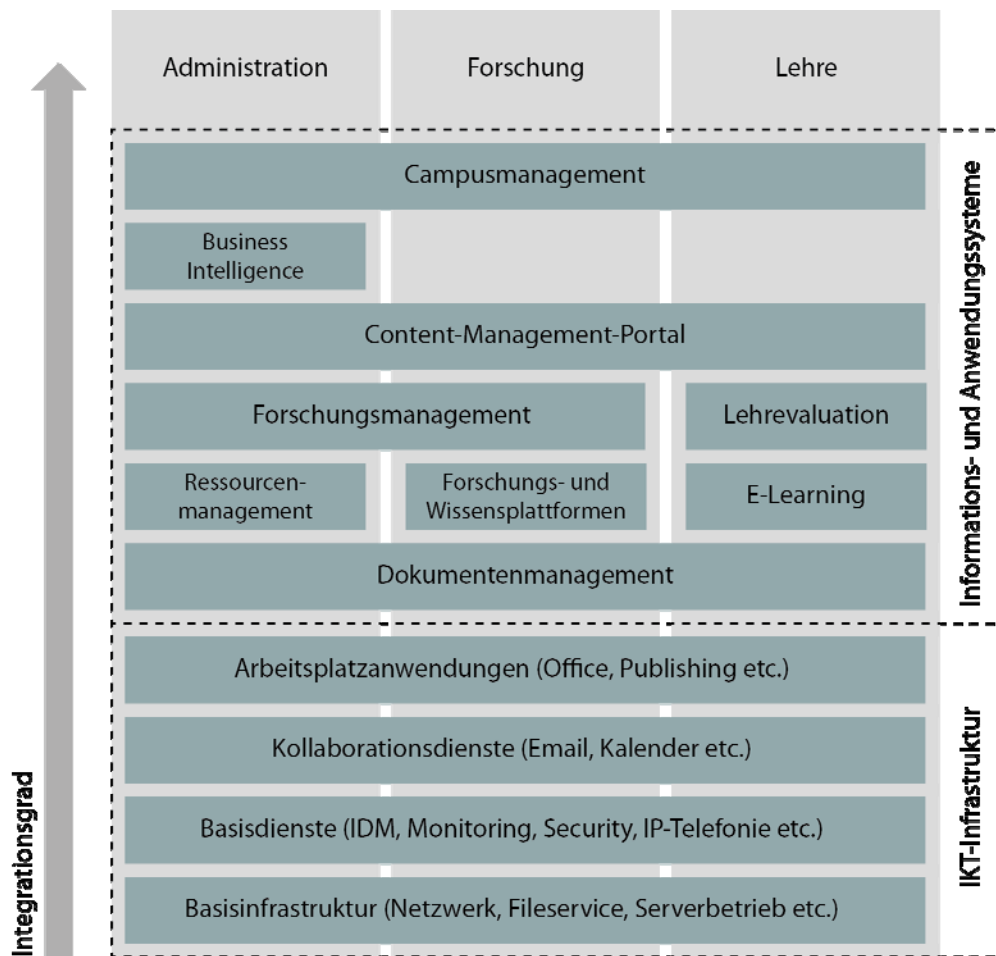 Administration
Forschung
Lehre
Campusmanagement
Business
Intelligence
Content-Management-Portal
Forschungsmanagement
Lehrevaluation
Ressourcen-
management
Forschungs- und
Wissensplattformen
E-Learning
Dokumentenmanagement
Arbeitsplatzanwendungen (Office, Publishing etc.)
Kollaborationsdienste (Email, Kalender etc.)
Basisdienste (IDM, Monitoring, Security, IP-Telefonie etc.)
Basisinfrastruktur (Netzwerk, Fileservice, Serverbetrieb etc.)
Integrationsgrad
Informations- und Anwendungssysteme
IKT-Infrastruktur